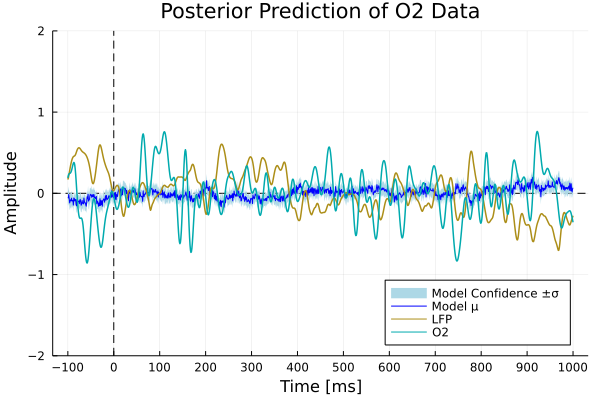 Posterior Prediction of O2 Data
Amplitude
2
1
0
−1
−2
Model Confidence ±σ
Model μ
LFP
O2
−100 0 100 200 300 400 500 600 700 800 900 1000
Time [ms]